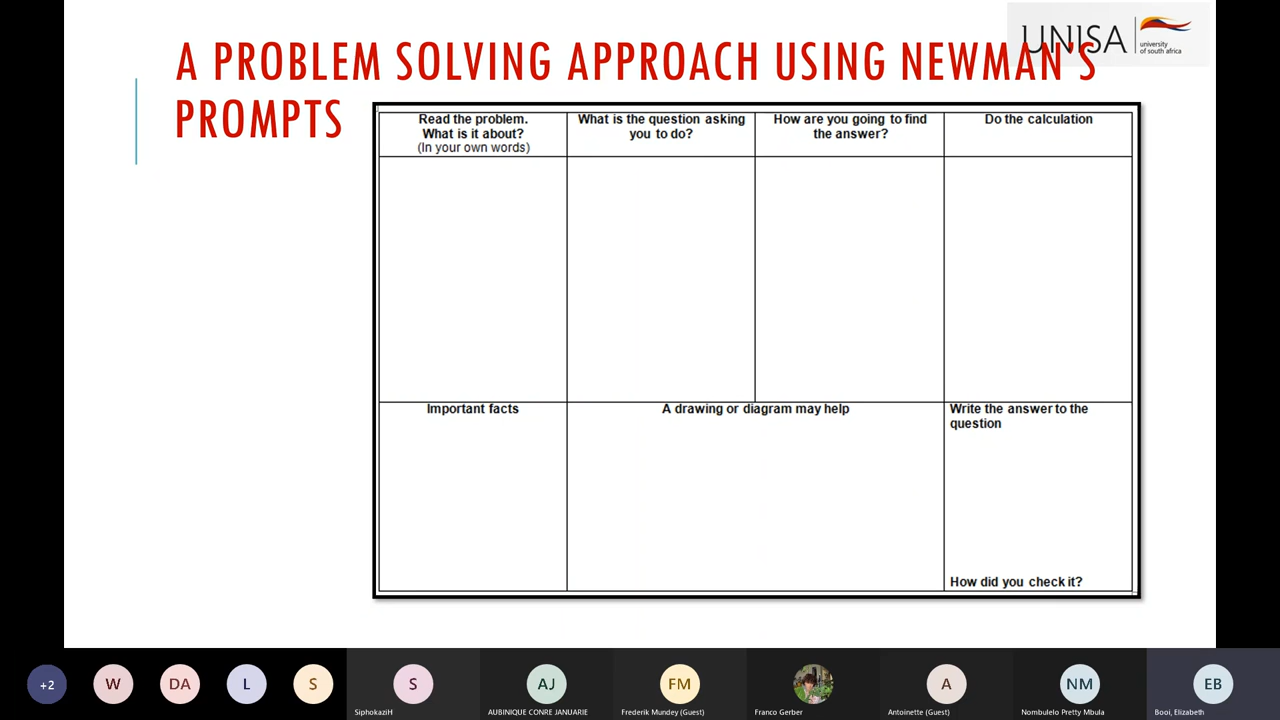 UNISA
university
of south africa
A PROBLEM SOLVING APPROACH USING NEWMAN'S
PROMPTS
Read the problem.
What is it about?
(In your own words)
What is the question asking
you to do?
How are you going to find
the answer?
Do the calculation
Important facts
A drawing or diagram may help
Write the answer to the
question
How did you check it?
+2
W
DA
L
S
S
AJ
FM
A
NM
EB
SiphokaziH
AUBINIQUE CONRE JANUARIE
Frederik Mundey (Guest)
Franco Gerber
Antoinette (Guest)
Nombulelo Pretty Mbula
Booi, Elizabeth